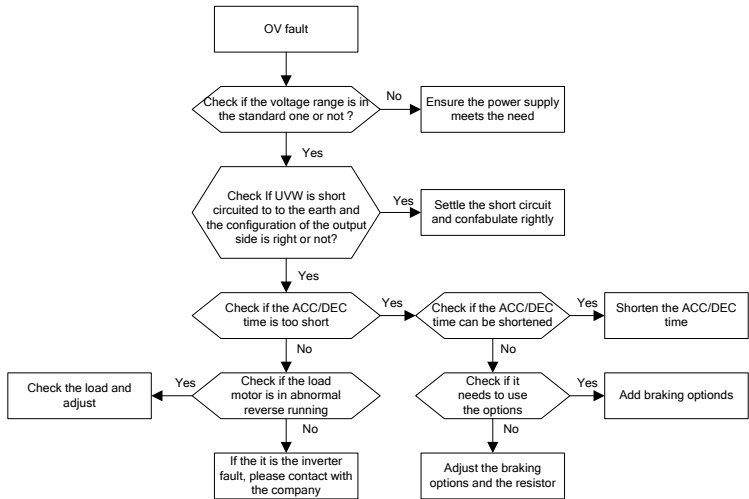 OV fault
Check if the voltage range is in
the standard one or not ?
No
Ensure the power supply
meets the need
Yes
Check If UVW is short
circuited to to the earth and
the configuration of the output
side is right or not?
Yes
Settle the short circuit
and confabulate rightly
Yes
Check if the ACC/DEC
time is too short
Yes
Check if the ACC/DEC
time can be shortened
Yes
Shorten the ACC/DEC
time
No
No
Check the load and
adjust
Yes
Check if the load
motor is in abnormal
reverse running
Check if it
needs to use
the options
Yes
Add braking optionds
No
No
If the it is the inverter
fault, please contact with
the company
Adjust the braking
options and the resistor